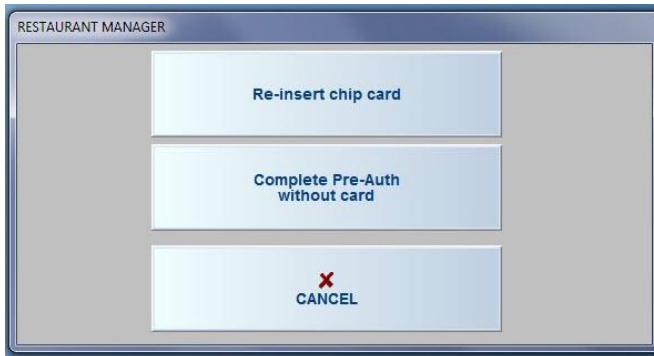 RESTAURANT MANAGER
Re-insert chip card
Complete Pre-Auth
without card
CANCEL